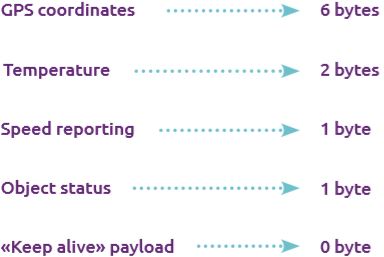 GPS coordinates 6 bytes
Temperature 2 bytes
Speed reporting 1 byte
Object status 1 byte
«Keep alive» payload 0 byte